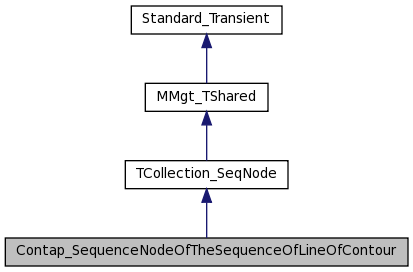 Standard_Transient
MMgt_TShared
TCollection_SeqNode
Contap_SequenceNodeOfTheSequenceOfLineOfContour